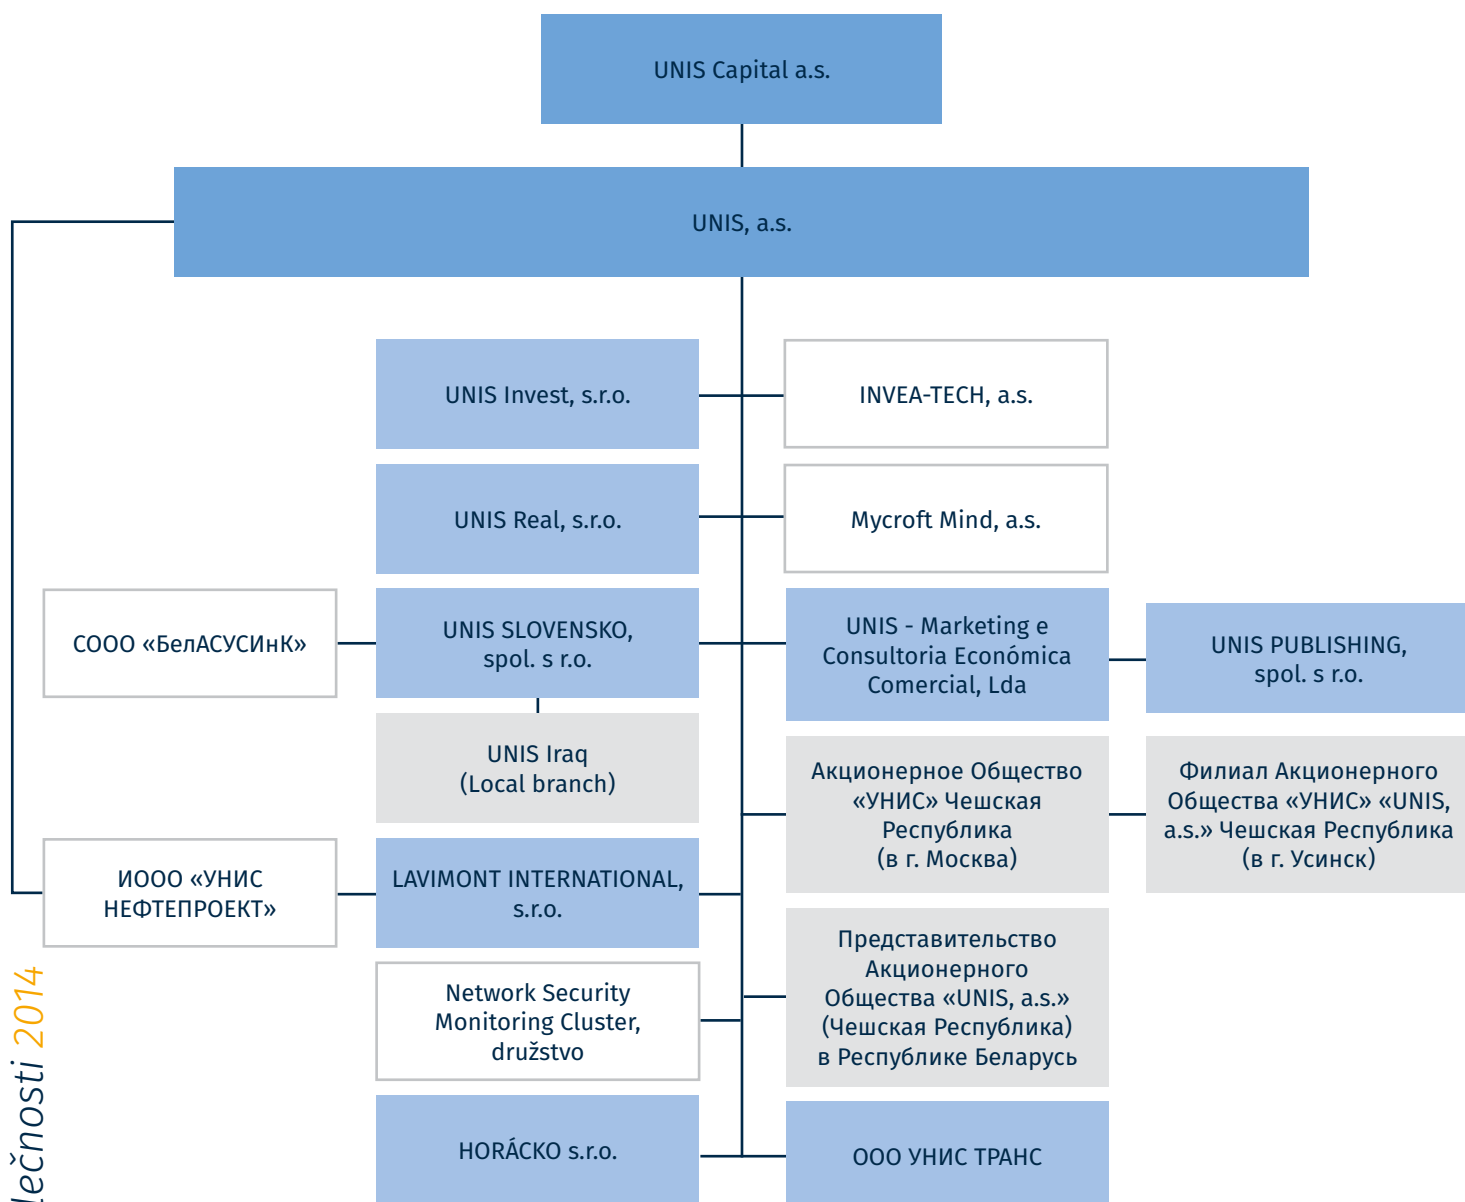 UNIS Capital a.s.
UNIS, a.s.
UNIS Invest, s.r.o.
INVEA-TECH, a.s.
UNIS Real, s.r.o.
Mycroft Mind, a.s.
СООО «БелАСУСИнК»
UNIS SLOVENSKO,
spol. s r.o.
UNIS - Marketing e
Consultoria Económica
Comercial, Lda
UNIS PUBLISHING,
spol. s r.o.
UNIS Iraq
(Local branch)
Акционерное Общество
«УНИС» Чешская
Республика
(в г. Москва)
Филиал Акционерного
Общества «УНИС» «UNIS,
a.s.» Чешская Республика
(в г. Усинск)
ИООО «УНИС
НЕФТЕПРОЕКТ»
LAVIMONT INTERNATIONAL,
s.r.o.
Представительство
Акционерного
Общества «UNIS, a.s.»
(Чешская Республика)
в Республике Беларусь
Network Security
Monitoring Cluster,
družstvo
HORÁCKO s.r.o.
ООО УНИС ТРАНС
2014